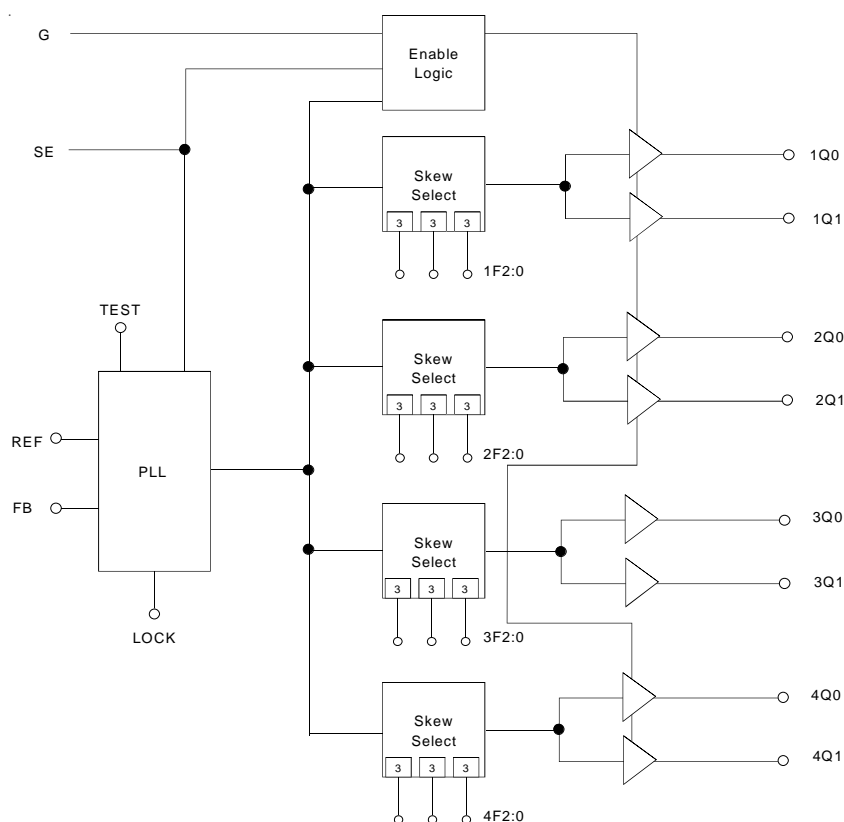 G
Enable
Logic
SE
Skew
Select
3 3 3
1F2:0
1Q0
1Q1
TEST
REF
FB
PLL
LOCK
Skew
Select
3 3 3
2F2:0
2Q0
2Q1
Skew
Select
3 3 3
3F2:0
3Q0
3Q1
Skew
Select
3 3 3
4F2:0
4Q0
4Q1